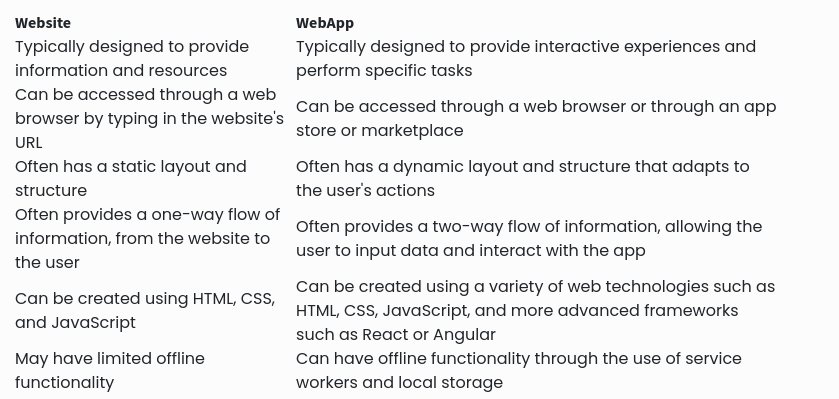 Website
WebApp
Typically designed to provide
information and resources
Typically designed to provide interactive experiences and
perform specific tasks
Can be accessed through a web
browser by typing in the website's
URL
Can be accessed through a web browser or through an app
store or marketplace
Often has a static layout and
structure
Often has a dynamic layout and structure that adapts to
the user's actions
Often provides a one-way flow of
information, from the website to
the user
Often provides a two-way flow of information, allowing the
user to input data and interact with the app
Can be created using HTML, CSS,
and JavaScript
Can be created using a variety of web technologies such as
HTML, CSS, JavaScript, and more advanced frameworks
such as React or Angular
May have limited offline
functionality
Can have offline functionality through the use of service
workers and local storage